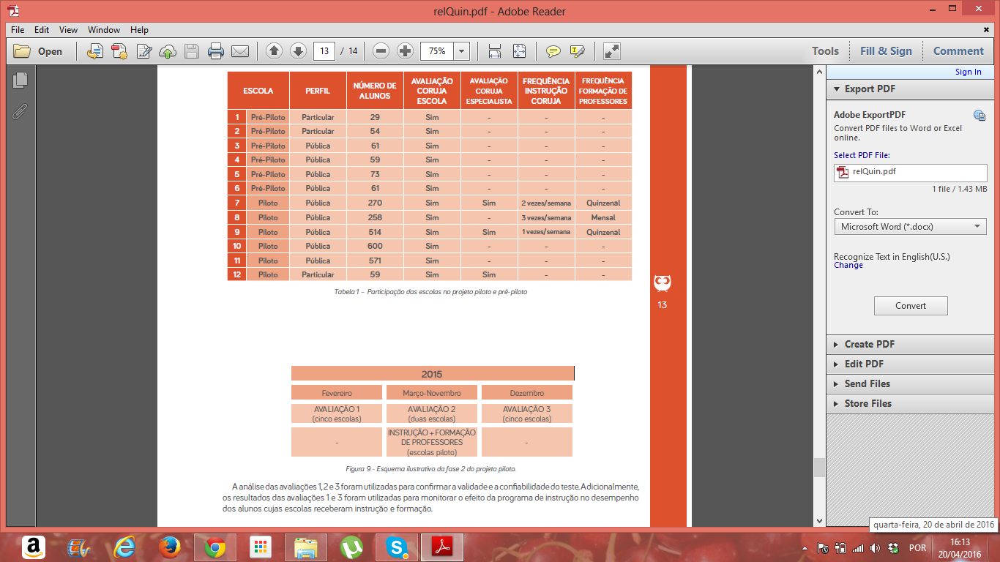 relQuin.pdf - Adobe Reader
File Edit View Window Help
Open 13 / 14 75% Tools Fill & Sign Comment
Sign In
Export PDF
Adobe ExportPDF
Convert PDF files to Word or Excel
online.
Select PDF File:
relQuin.pdf
1 file / 1.43 MB
Convert To:
Microsoft Word (*.docx)
Recognize Text in English(U.S.)
Change
Convert
Create PDF
Edit PDF
Send Files
Store Files
ESCOLA PERFIL NÚMERO DE ALUNOS AVALIAÇÃO CORUJA ESCOLA AVALIAÇÃO CORUJA ESPECIALISTA FREQUÊNCIA INSTRUÇÃO CORUJA FREQUÊNCIA FORMAÇÃO DE PROFESSORES
1 Pré-Piloto Particular 29 Sim - - -
2 Pré-Piloto Particular 54 Sim - - -
3 Pré-Piloto Pública 61 Sim - - -
4 Pré-Piloto Pública 59 Sim - - -
5 Pré-Piloto Pública 73 Sim - - -
6 Pré-Piloto Pública 61 Sim - - -
7 Piloto Pública 270 Sim Sim 2 vezes/semana Quinzenal
8 Piloto Pública 258 Sim - 3 vezes/semana Mensal
9 Piloto Pública 514 Sim Sim 1 vezes/semana Quinzenal
10 Piloto Pública 600 Sim - - -
11 Piloto Pública 571 Sim - - -
12 Piloto Particular 59 Sim Sim - -
Tabela 1 – Participação das escolas no projeto piloto e pré-piloto
13
2015
Fevereiro Março-Novembro Dezembro
AVALIAÇÃO 1 AVALIAÇÃO 2 AVALIAÇÃO 3
(cinco escolas) (duas escolas) (cinco escolas)
- INSTRUÇÃO + FORMAÇÃO DE PROFESSORES (escolas piloto) -
Figura 9 - Esquema ilustrativo da fase 2 do projeto piloto.
A análise das avaliações 1, 2 e 3 foram utilizadas para confirmar a validade e a confiabilidade do teste. Adicionalmente,
os resultados das avaliações 1 e 3 foram utilizadas para monitorar o efeito da programa de instrução no desempenho
dos alunos cujas escolas receberam instrução e formação.
quarta-feira, 20 de abril de 2016
POR 16:13
20/04/2016